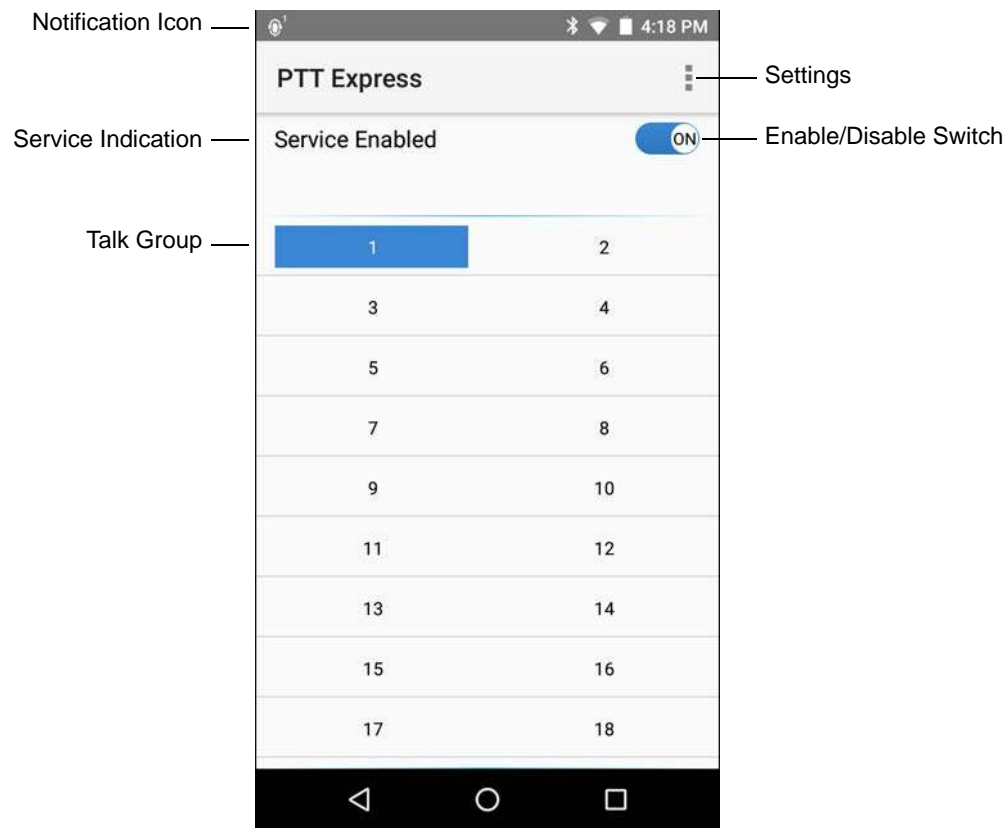 Notification Icon
1
4:18 PM
PTT Express
Settings
Service Indication
Service Enabled
ON
Enable/Disable Switch
Talk Group
1 2
3 4
5 6
7 8
9 10
11 12
13 14
15 16
17 18